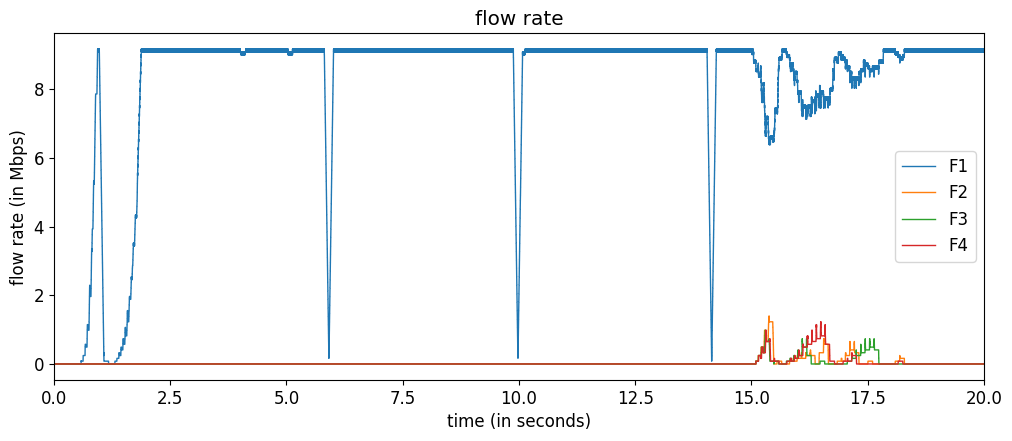 flow rate
flow rate (in Mbps)
8
6
4
2
0
F1
F2
F3
F4
0.0 2.5 5.0 7.5 10.0 12.5 15.0 17.5 20.0
time (in seconds)